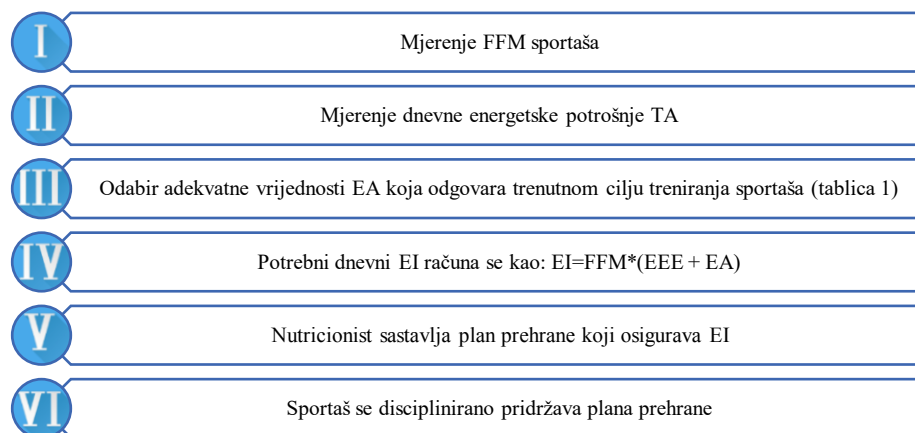 I
Mjerenje FFM sportaša
II
Mjerenje dnevne energetske potrošnje TA
III
Odabir adekvatne vrijednosti EA koja odgovara trenutnom cilju treniranja sportaša (tablica 1)
IV
Potrebni dnevni EI računa se kao: EI=FFM*(EEE + EA)
V
Nutricionist sastavlja plan prehrane koji osigurava EI
VI
Sportaš se disciplinirano pridržava plana prehrane